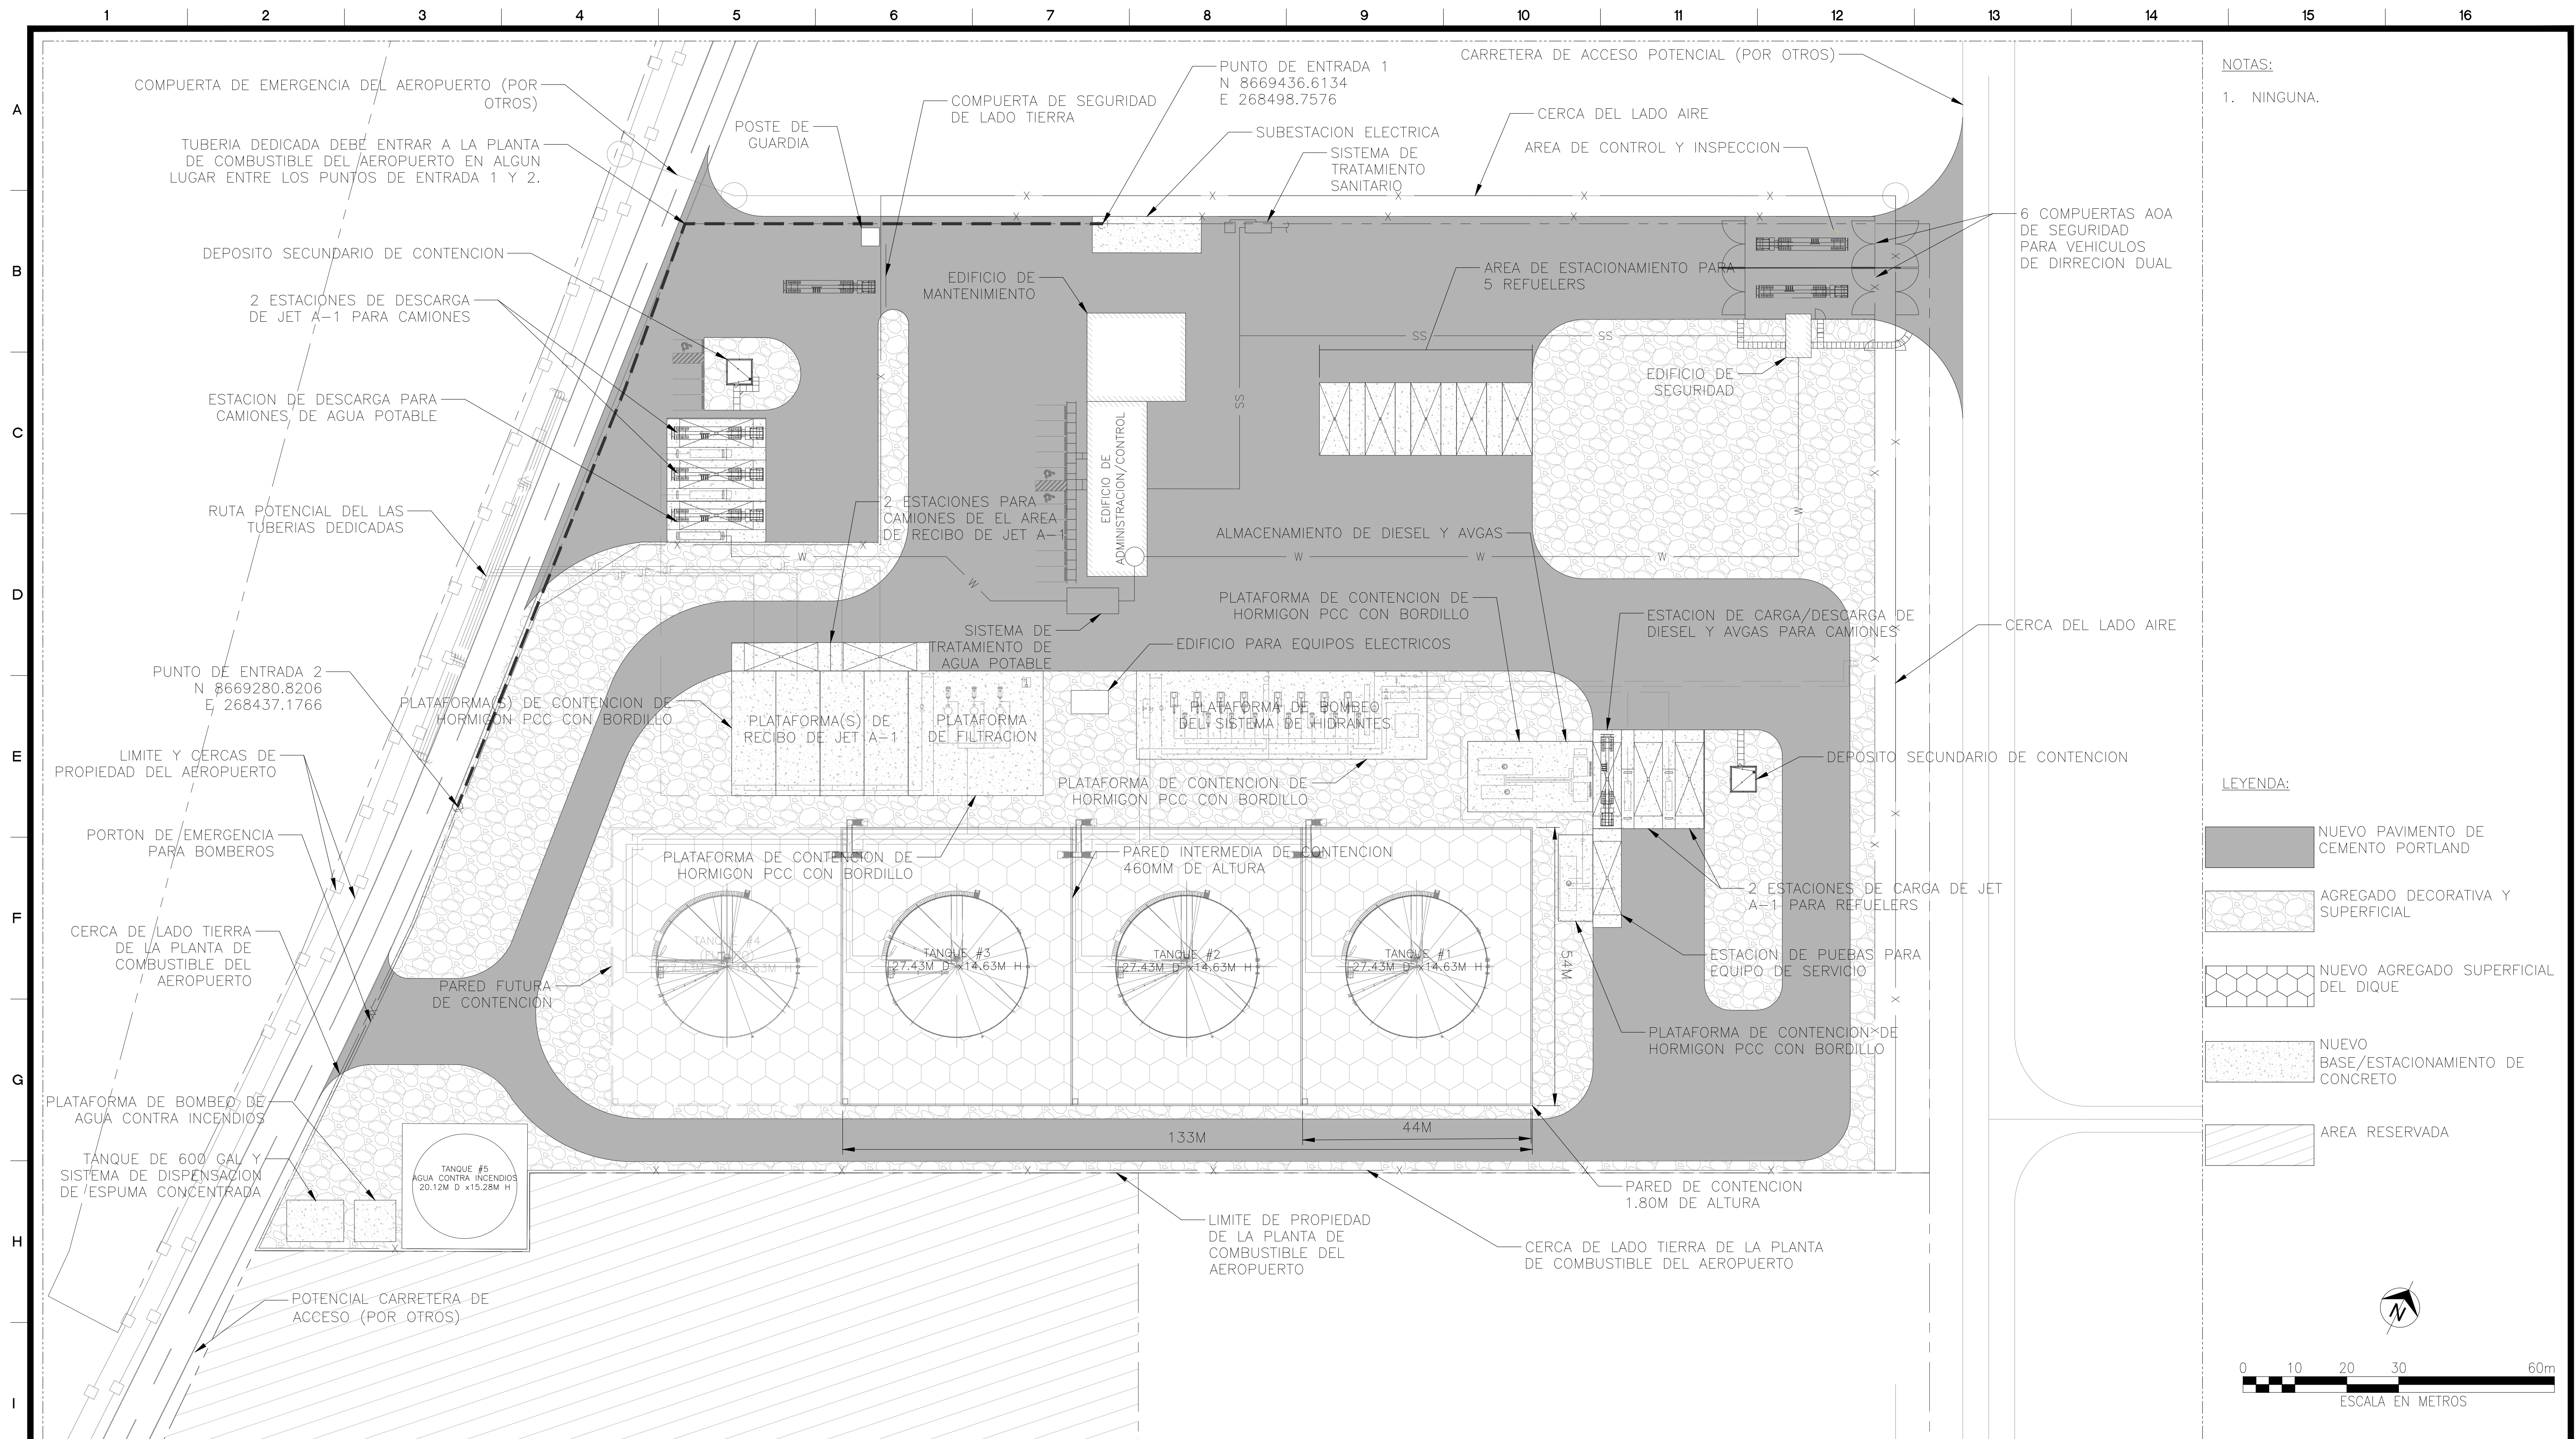 1 2 3 4 5 6 7 8 9 10 11 12 13 14 15 16
A
B
C
D
E
F
G
H
I
COMPUERTA DE EMERGENCIA DEL AEROPUERTO (POR
OTROS)
TUBERIA DEDICADA DEBE ENTRAR A LA PLANTA
DE COMBUSTIBLE DEL AEROPUERTO EN ALGUN
LUGAR ENTRE LOS PUNTOS DE ENTRADA 1 Y 2.
POSTE DE
GUARDIA
COMPUERTA DE SEGURIDAD
DE LADO TIERRA
PUNTO DE ENTRADA 1
N 8669436.6134
E 268498.7576
SUBESTACION ELECTRICA
SISTEMA DE
TRATAMIENTO
SANITARIO
CARRETERA DE ACCESO POTENCIAL (POR OTROS)
CERCA DEL LADO AIRE
AREA DE CONTROL Y INSPECCION
6 COMPUERTAS AOA
DE SEGURIDAD
PARA VEHICULOS
DE DIRRECION DUAL
DEPOSITO SECUNDARIO DE CONTENCION
2 ESTACIONES DE DESCARGA
DE JET A-1 PARA CAMIONES
EDIFICIO DE
MANTENIMIENTO
AREA DE ESTACIONAMIENTO PARA
5 REFUELERS
EDIFICIO DE
SEGURIDAD
ESTACION DE DESCARGA PARA
CAMIONES DE AGUA POTABLE
EDIFICIO DE
ADMINISTRACION/CONTROL
RUTA POTENCIAL DEL LAS
TUBERIAS DEDICADAS
2 ESTACIONES PARA
CAMIONES DE EL AREA
DE RECIBO DE JET A-1
ALMACENAMIENTO DE DIESEL Y AVGAS
PLATAFORMA DE CONTENCION DE
HORMIGON PCC CON BORDILLO
ESTACION DE CARGA/DESCARGA DE
DIESEL Y AVGAS PARA CAMIONES
CERCA DEL LADO AIRE
SISTEMA DE
TRATAMIENTO DE
AGUA POTABLE
EDIFICIO PARA EQUIPOS ELECTRICOS
PUNTO DE ENTRADA 2
N 8669280.8206
E 268437.1766
PLATAFORMA(S) DE CONTENCION DE
HORMIGON PCC CON BORDILLO
PLATAFORMA(S) DE
RECIBO DE JET A-1
PLATAFORMA
DE FILTRACION
PLATAFORMA DE BOMBEO
DEL SISTEMA DE HIDRANTES
LIMITE Y CERCAS DE
PROPIEDAD DEL AEROPUERTO
PLATAFORMA DE CONTENCION DE
HORMIGON PCC CON BORDILLO
DEPOSITO SECUNDARIO DE CONTENCION
PORTON DE EMERGENCIA
PARA BOMBEROS
PLATAFORMA DE CONTENCION DE
HORMIGON PCC CON BORDILLO
PARED INTERMEDIA DE CONTENCION
460MM DE ALTURA
2 ESTACIONES DE CARGA DE JET
A-1 PARA REFUELERS
CERCA DE LADO TIERRA
DE LA PLANTA DE
COMBUSTIBLE DEL
AEROPUERTO
TANQUE #4
27.43M D x14.63M H
TANQUE #3
27.43M D x14.63M H
TANQUE #2
27.43M D x14.63M H
TANQUE #1
27.43M D x14.63M H
54M
ESTACION DE PUEBAS PARA
EQUIPO DE SERVICIO
PARED FUTURA
DE CONTENCION
PLATAFORMA DE CONTENCION DE
HORMIGON PCC CON BORDILLO
PLATAFORMA DE BOMBEO DE
AGUA CONTRA INCENDIOS
133M
44M
TANQUE DE 600 GAL Y
SISTEMA DE DISPENSACION
DE ESPUMA CONCENTRADA
TANQUE #5
AGUA CONTRA INCENDIOS
20.12M D x15.28M H
PARED DE CONTENCION
1.80M DE ALTURA
LIMITE DE PROPIEDAD
DE LA PLANTA DE
COMBUSTIBLE DEL
AEROPUERTO
CERCA DE LADO TIERRA DE LA PLANTA
DE COMBUSTIBLE DEL AEROPUERTO
POTENCIAL CARRETERA DE
ACCESO (POR OTROS)
NOTAS:
1. NINGUNA.
LEYENDA:
NUEVO PAVIMENTO DE
CEMENTO PORTLAND
AGREGADO DECORATIVA Y
SUPERFICIAL
NUEVO AGREGADO SUPERFICIAL
DEL DIQUE
NUEVO
BASE/ESTACIONAMIENTO DE
CONCRETO
AREA RESERVADA
N
0 10 20 30 60m
ESCALA EN METROS